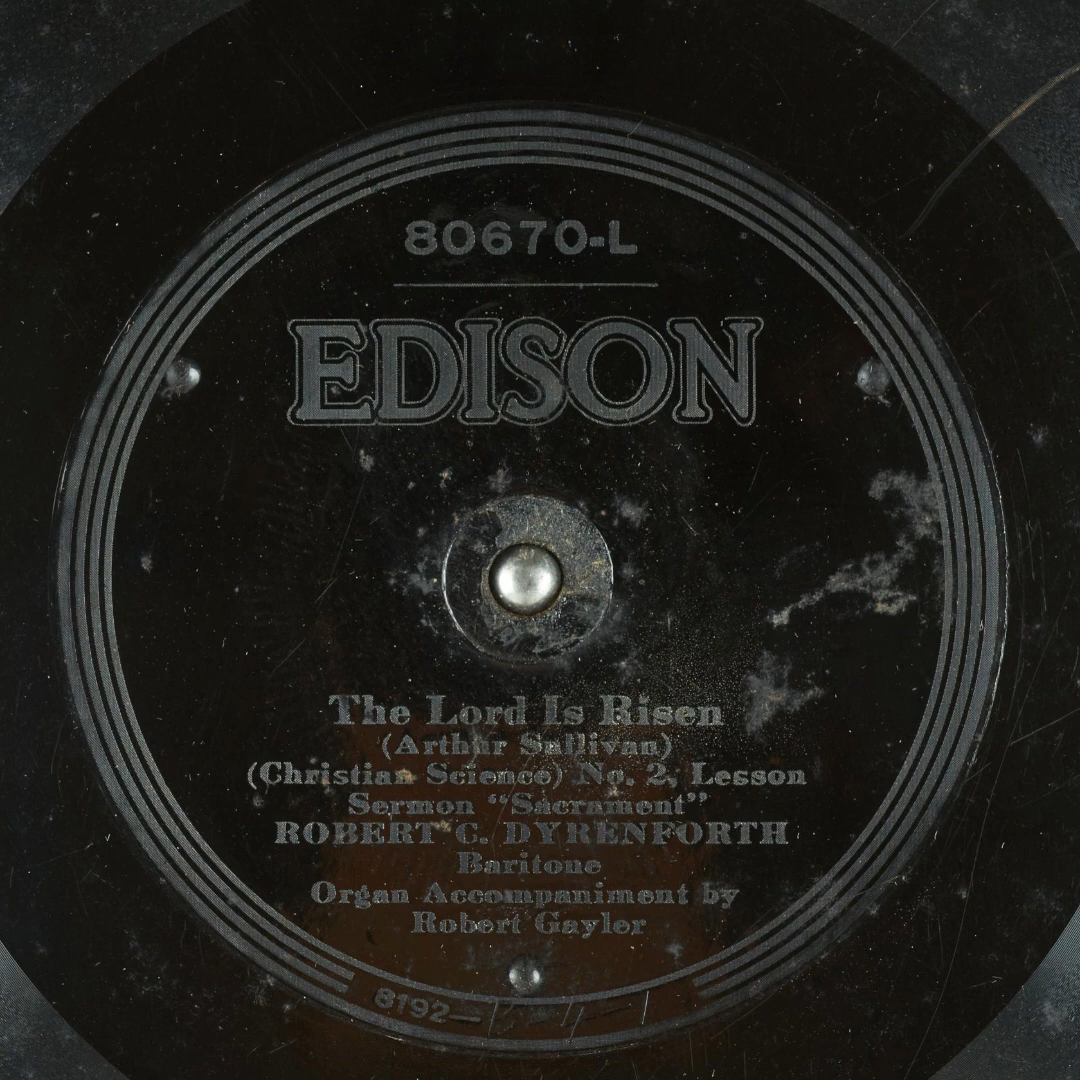 80670-L
EDISON
The Lord Is Risen
(Arthur Sullivan)
(Christian Science) No. 2, Lesson
Sermon “Sacrament”
ROBERT C. DYRENFORTH
Baritone
Organ Accompaniment by
Robert Gayler
8192—